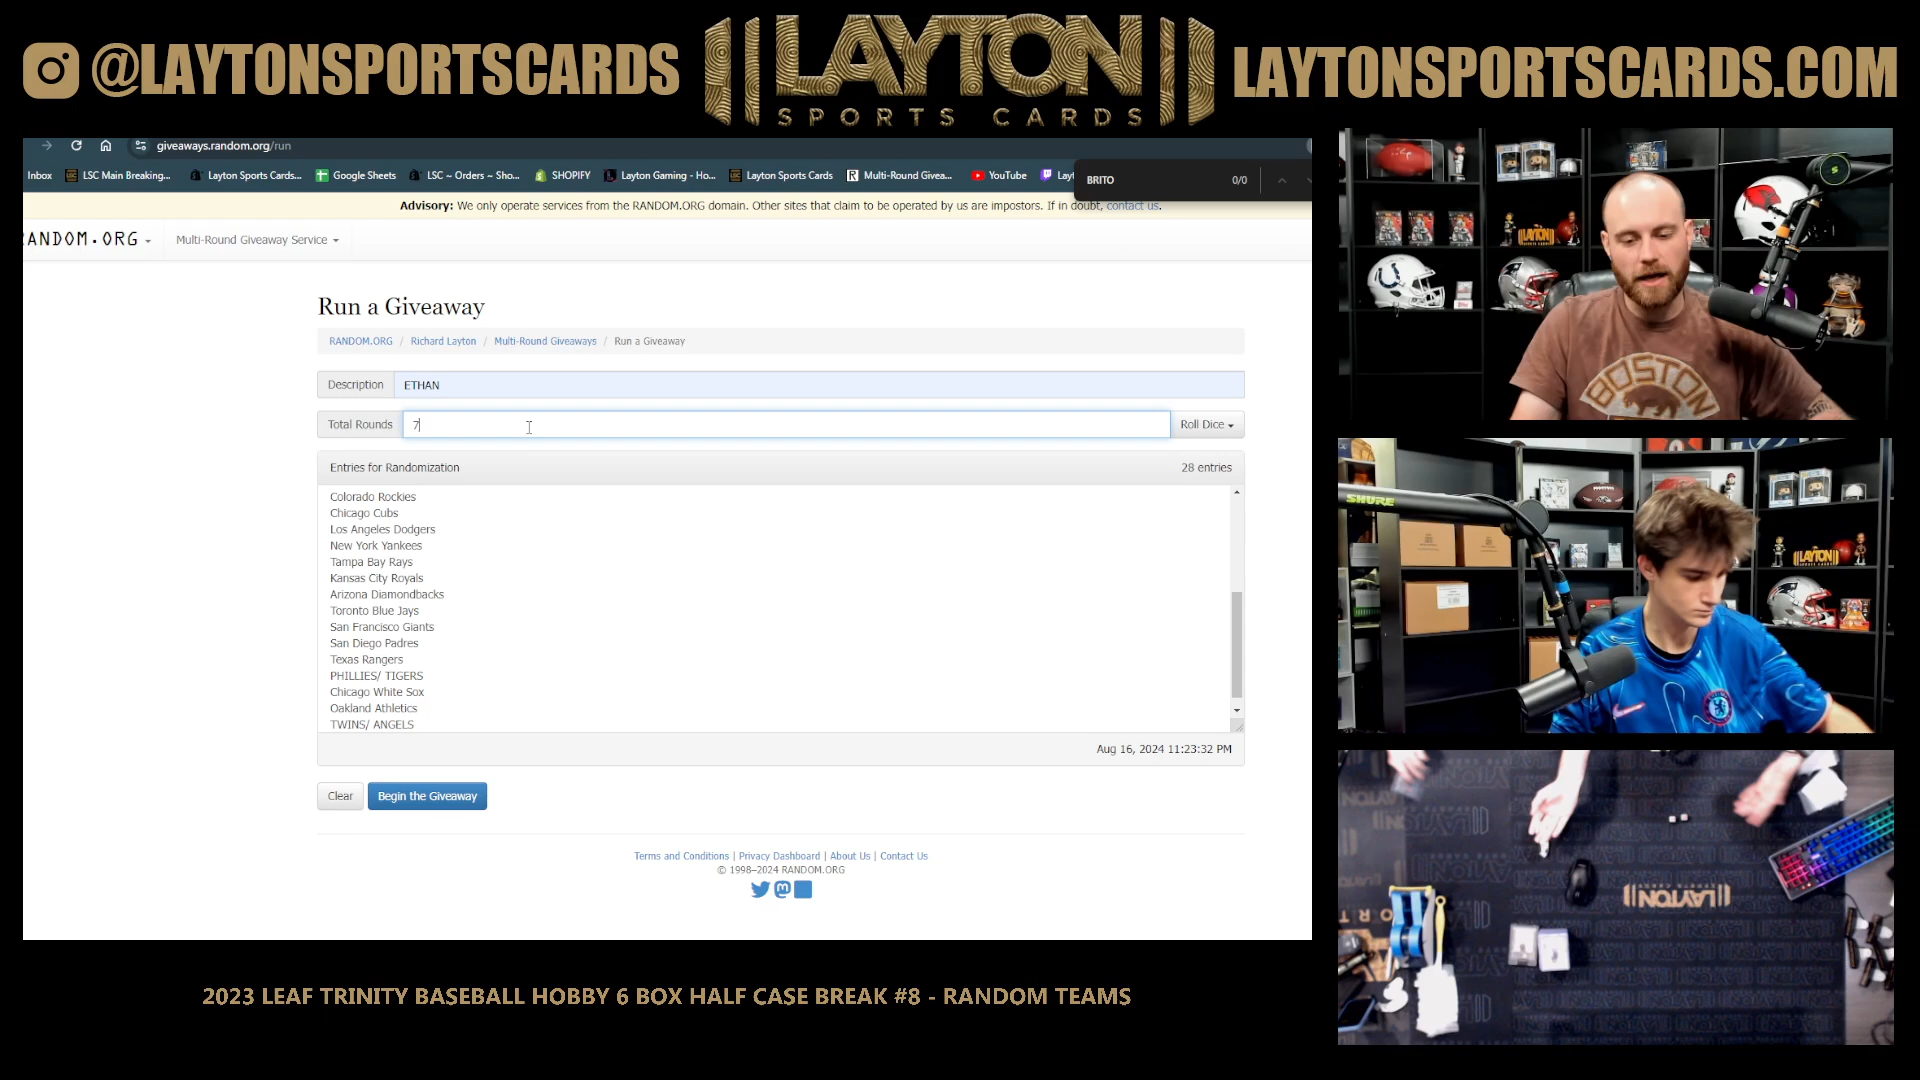 @LAYTONSPORTSCARDS
LAYTON
SPORTS CARDS
LAYTONSPORTSCARDS.COM
giveaways.random.org/run
Inbox
LSC Main Breaking...
Layton Sports Cards...
Google Sheets
LSC ~ Orders ~ Sho...
SHOPIFY
Layton Gaming - Ho...
Layton Sports Cards
Multi-Round Givea...
YouTube
Layt
BRITO
0/0
Advisory: We only operate services from the RANDOM.ORG domain. Other sites that claim to be operated by us are impostors. If in doubt, contact us.
ANDOM.ORG
Multi-Round Giveaway Service
Run a Giveaway
RANDOM.ORG / Richard Layton / Multi-Round Giveaways / Run a Giveaway
Description ETHAN
Total Rounds 7 Roll Dice
Entries for Randomization 28 entries
Colorado Rockies
Chicago Cubs
Los Angeles Dodgers
New York Yankees
Tampa Bay Rays
Kansas City Royals
Arizona Diamondbacks
Toronto Blue Jays
San Francisco Giants
San Diego Padres
Texas Rangers
PHILLIES/ TIGERS
Chicago White Sox
Oakland Athletics
TWINS/ ANGELS
Aug 16, 2024 11:23:32 PM
Clear
Begin the Giveaway
Terms and Conditions | Privacy Dashboard | About Us | Contact Us
© 1998–2024 RANDOM.ORG
2023 LEAF TRINITY BASEBALL HOBBY 6 BOX HALF CASE BREAK #8 - RANDOM TEAMS
LAYTON
BOSTON
SHURE
LAYTON
LAYTON